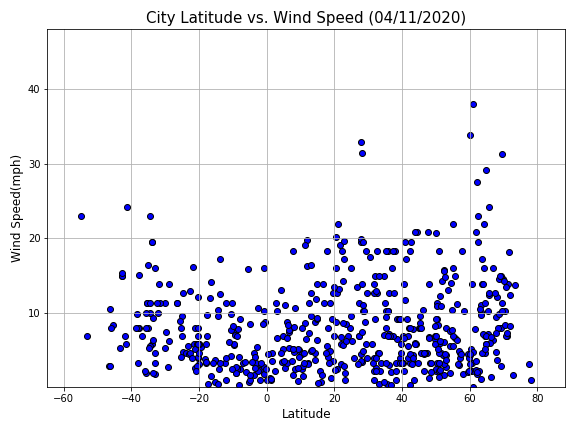 City Latitude vs. Wind Speed (04/11/2020)
40
30
20
10
Wind Speed(mph)
−60 −40 −20 0 20 40 60 80
Latitude